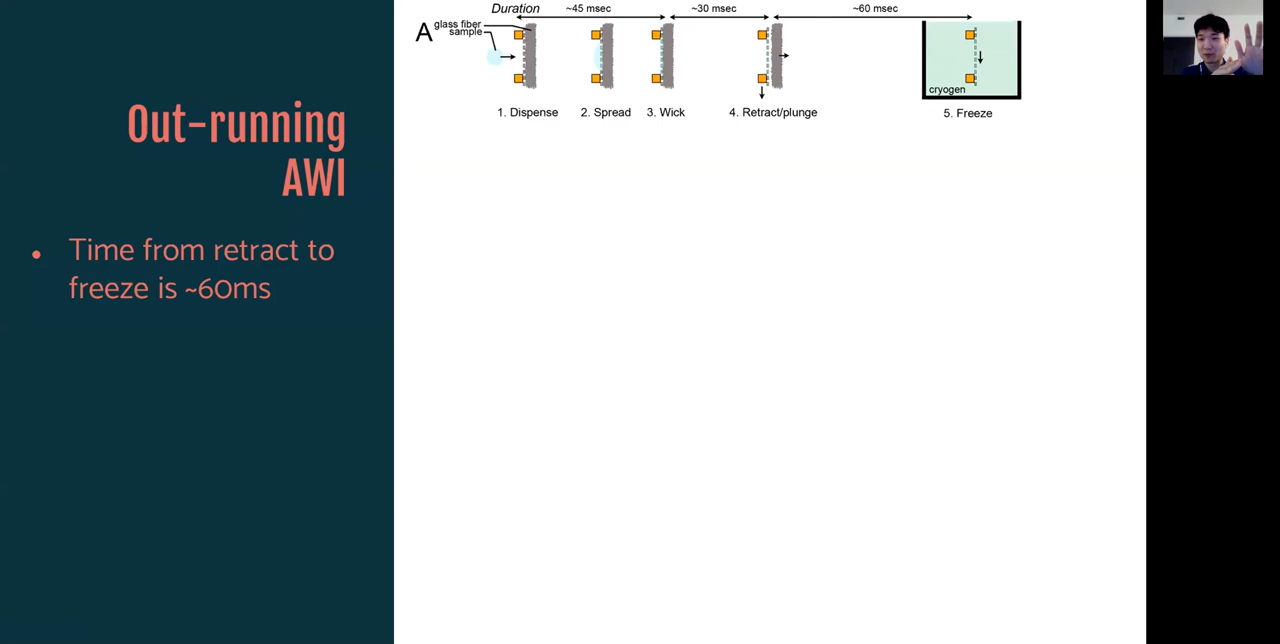 Out-running
AWI
• Time from retract to
freeze is ~60ms
Duration ~45 msec ~30 msec ~60 msec
A
glass fiber
sample
cryogen
1. Dispense 2. Spread 3. Wick 4. Retract/plunge 5. Freeze